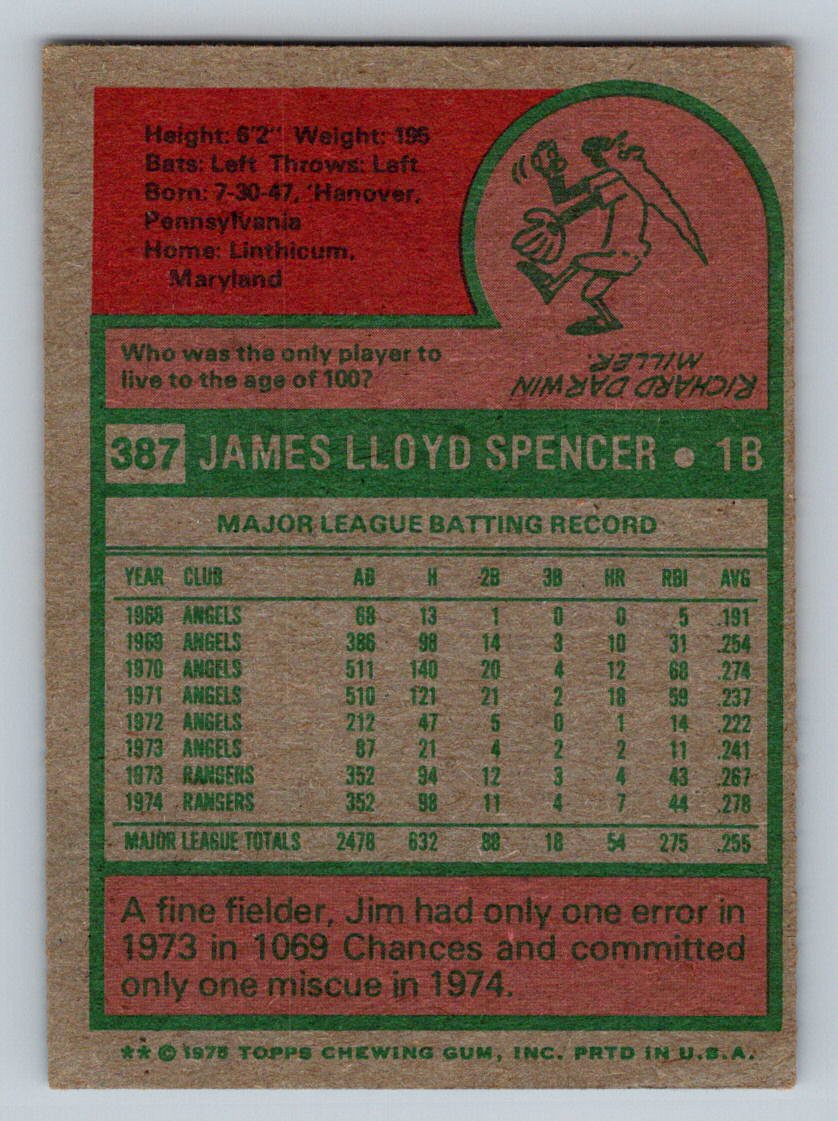 Height: 6'2" Weight: 195
Bats: Left Throws: Left
Born: 7-30-47, 'Hanover,
Pennsylvania
Home: Linthicum,
Maryland
Who was the only player to
live to the age of 100?
RICHARD DARWIN
MILLER.
387 JAMES LLOYD SPENCER • 1B
MAJOR LEAGUE BATTING RECORD
YEAR CLUB AB H 2B 3B HR RBI AVG
1968 ANGELS 68 13 1 0 0 5 .191
1969 ANGELS 386 98 14 3 10 31 .254
1970 ANGELS 511 140 20 4 12 68 .274
1971 ANGELS 510 121 21 2 18 59 .237
1972 ANGELS 212 47 5 0 1 14 .222
1973 ANGELS 87 21 4 2 2 11 .241
1973 RANGERS 352 94 12 3 4 43 .267
1974 RANGERS 352 98 11 4 7 44 .278
MAJOR LEAGUE TOTALS 2478 632 88 18 54 275 .255
A fine fielder, Jim had only one error in
1973 in 1069 Chances and committed
only one miscue in 1974.
** © 1975 TOPPS CHEWING GUM, INC. PRTD IN U.S.A.